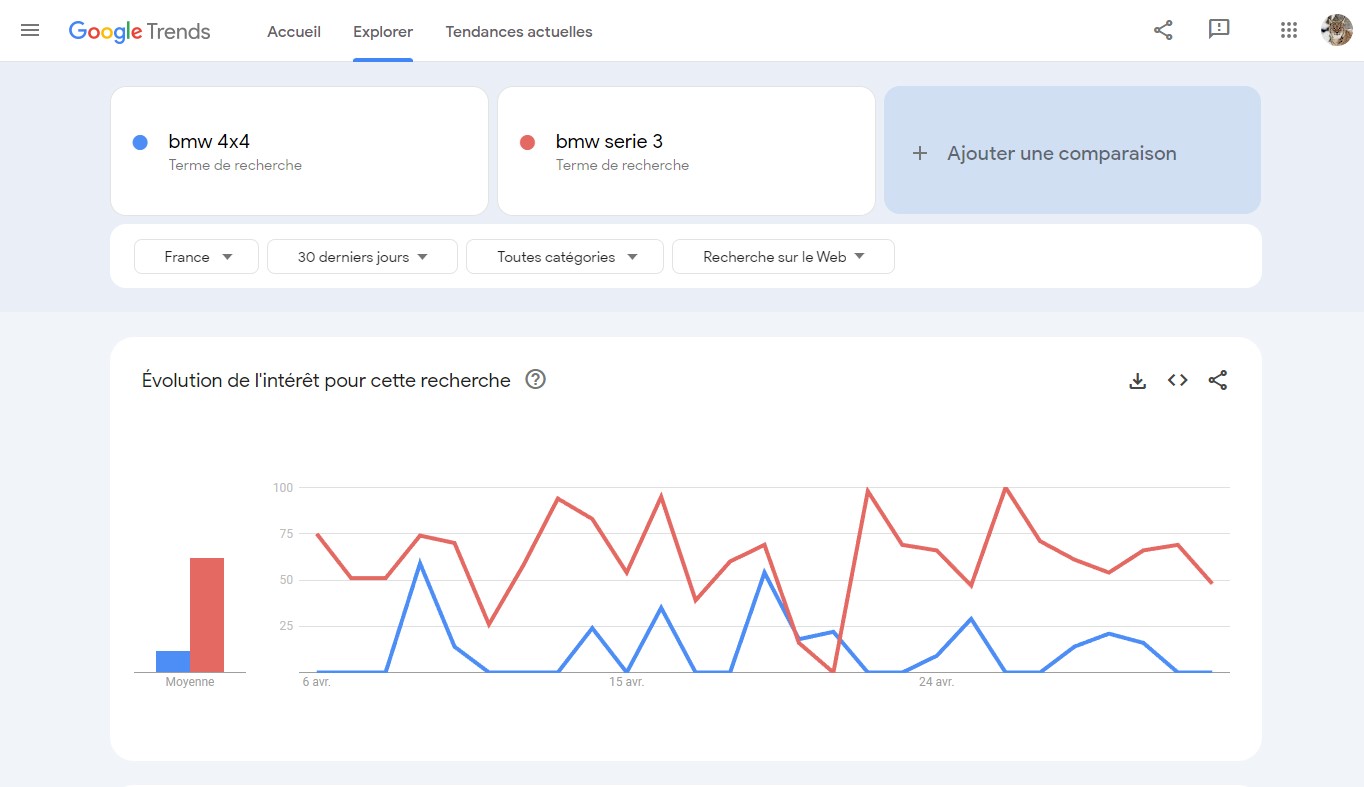 Google Trends Accueil Explorer Tendances actuelles
bmw 4x4
Terme de recherche
bmw serie 3
Terme de recherche
+ Ajouter une comparaison
France 30 derniers jours Toutes catégories Recherche sur le Web
Évolution de l'intérêt pour cette recherche ?
100
75
50
25
Moyenne 6 avr. 15 avr. 24 avr.